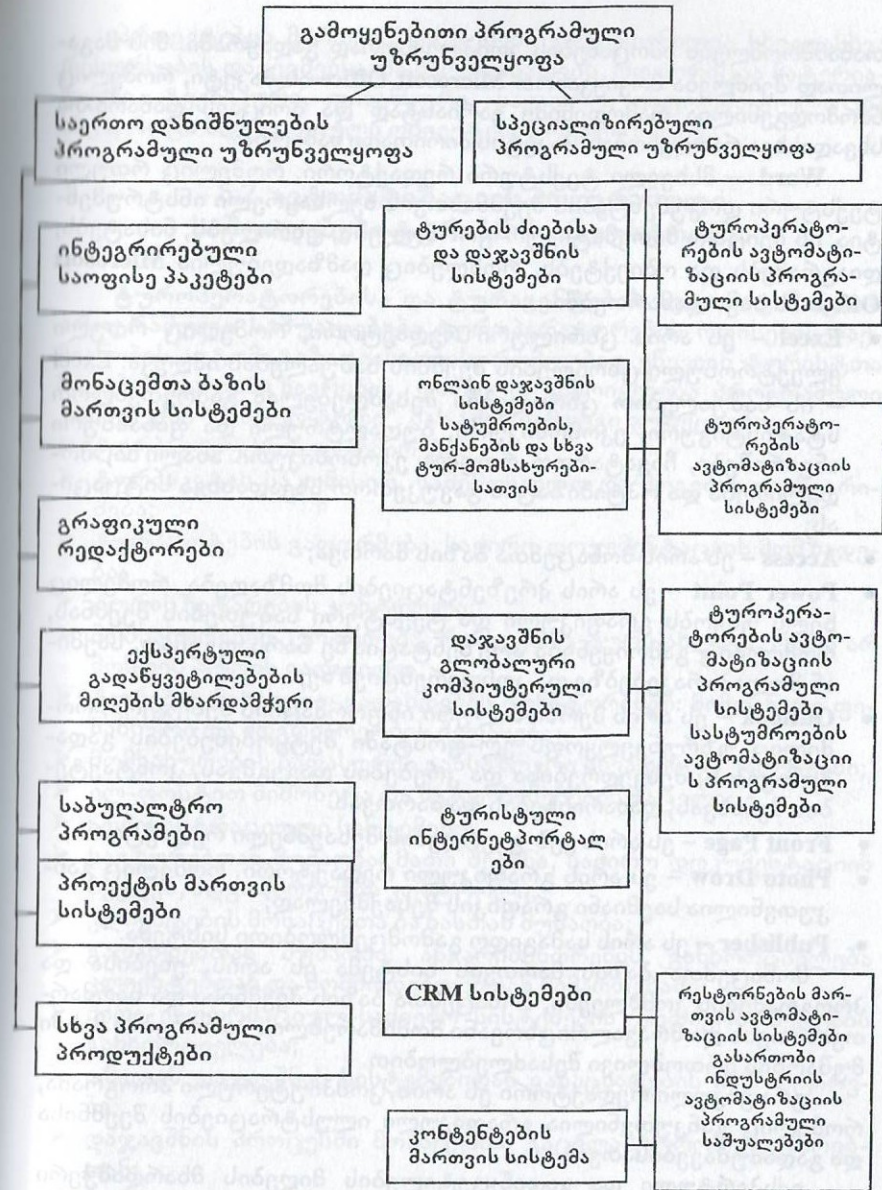 გამოყენებითი პროგრამული
უზრუნველყოფა
საერთო დანიშნულების
პროგრამული უზრუნველყოფა
სპეციალიზირებული
პროგრამული უზრუნველყოფა
ინტეგრირებული
საოფისე პაკეტები
მონაცემთა ბაზის
მართვის სისტემები
გრაფიკული
რედაქტორები
ექსპერტული
გადაწყვეტილებების
მიღების მხარდამჭერი
საბუღალტრო
პროგრამები
პროექტის მართვის
სისტემები
სხვა პროგრამული
პროდუქტები
ტურების ძიებისა
და დაჯავშნის
სისტემები
ონლაინ დაჯავშნის
სისტემები
სატუმროების,
მანქანების და სხვა
ტურ-მომსახურები-
სათვის
დაჯავშნის
გლობალური
კომპიუტერული
სისტემები
ტურისტული
ინტერნეტპორტალ
ები
CRM სისტემები
კონტენტების
მართვის სისტემა
ტუროპერატო-
რების ავტომატი-
ზაციის პროგრა-
მული სისტემები
ტუროპერატო-
რების
ავტომატიზაციის
პროგრამული
სისტემები
ტუროპერა-
ტორების ავტო-
მატიზაციის
პროგრამული
სისტემები
სასტუმროების
ავტომატიზაციი
ს პროგრამული
სისტემები
რესტორნების მარ-
თვის ავტომატი-
ზაციის სისტემები
გასართობი
ინდუსტრიის
ავტომატიზაციის
პროგრამული
საშუალებები